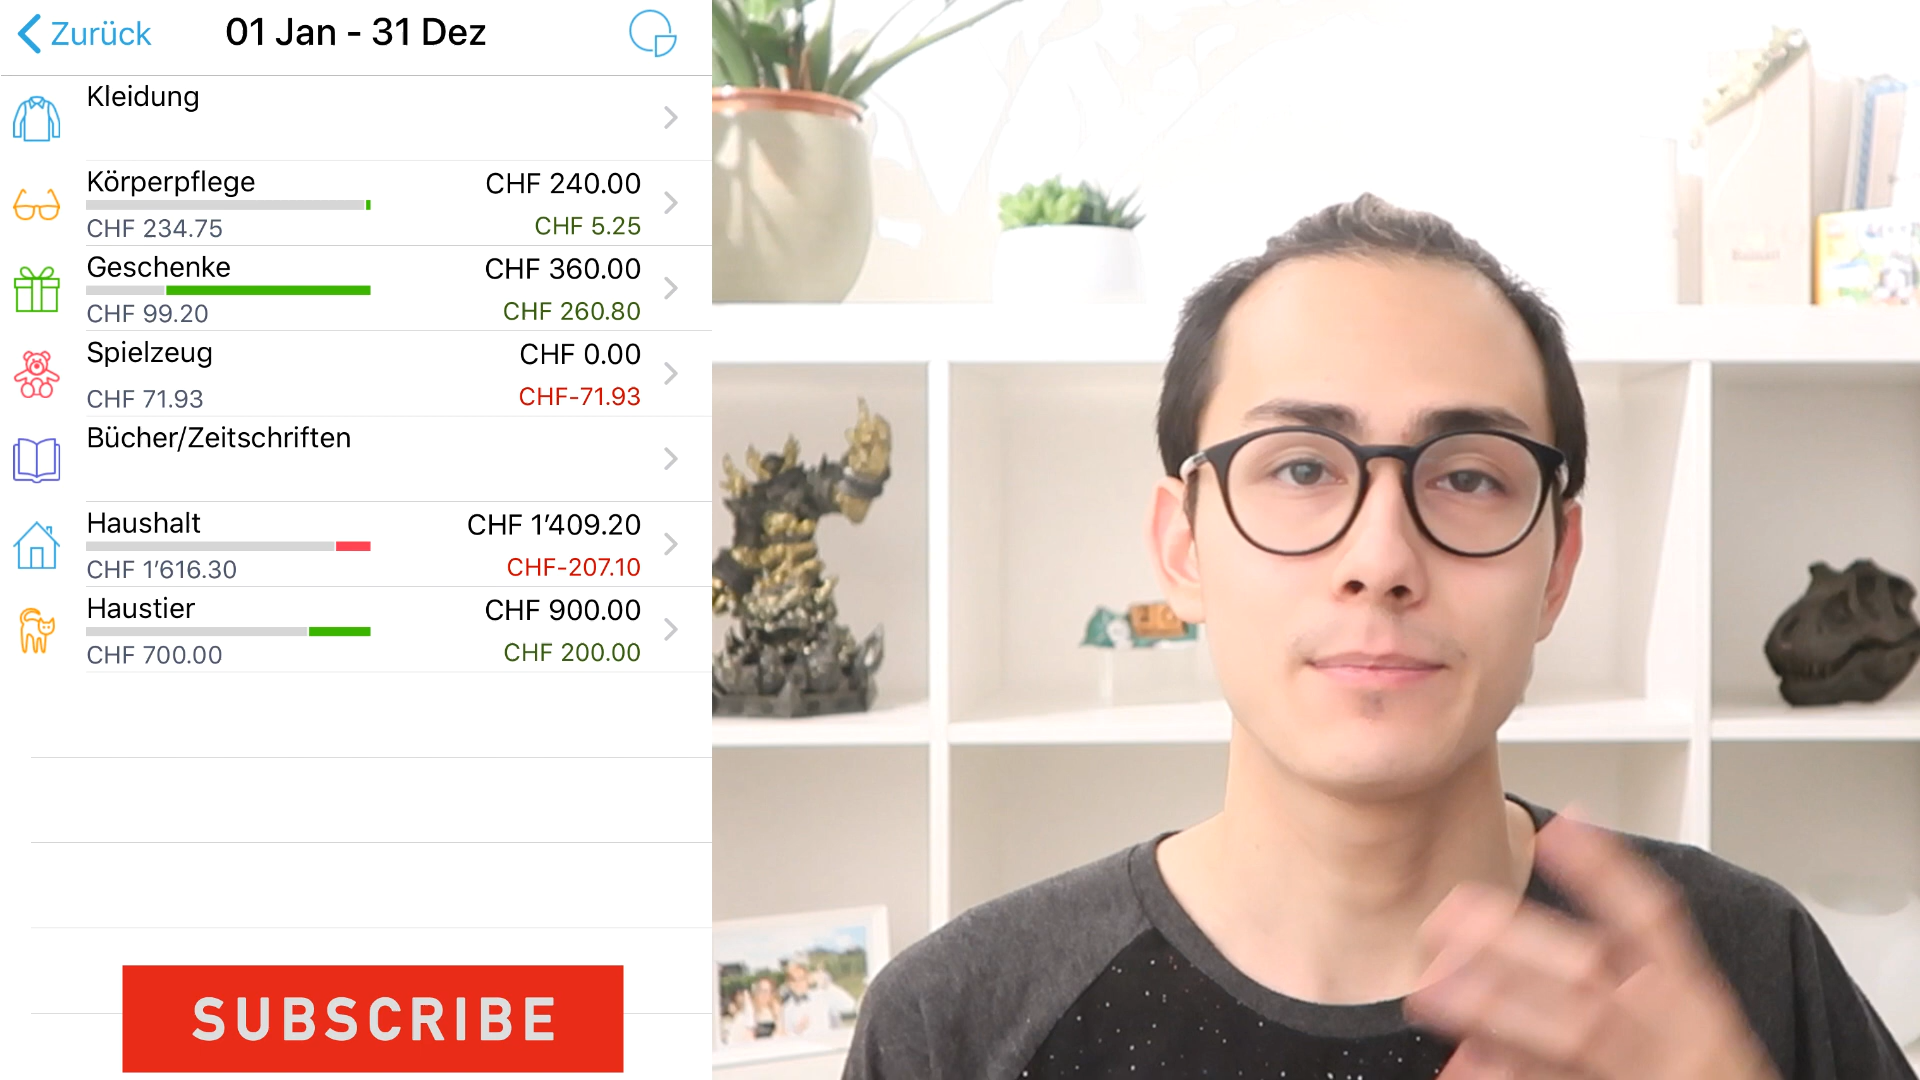 Zurück 01 Jan - 31 Dez
Kleidung
Körperpflege CHF 240.00
CHF 234.75 CHF 5.25
Geschenke CHF 360.00
CHF 99.20 CHF 260.80
Spielzeug CHF 0.00
CHF 71.93 CHF-71.93
Bücher/Zeitschriften
Haushalt CHF 1’409.20
CHF 1’616.30 CHF-207.10
Haustier CHF 900.00
CHF 700.00 CHF 200.00
SUBSCRIBE